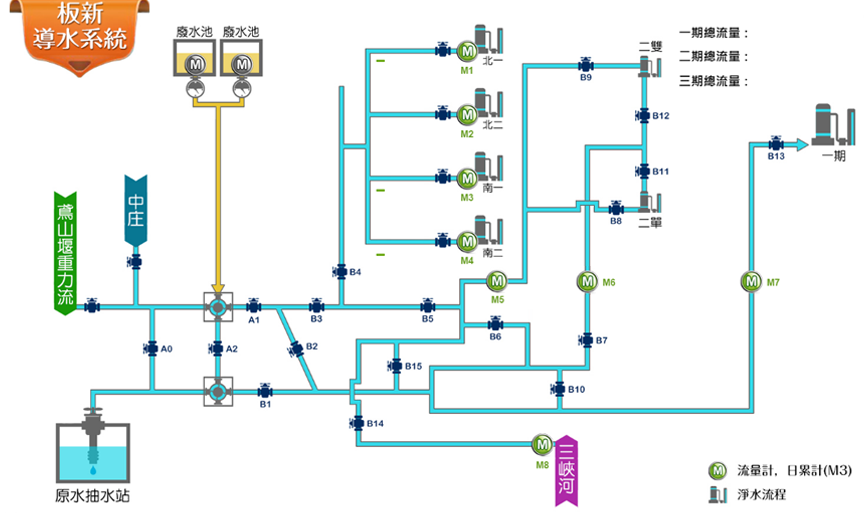 板新
導水系統
廢水池
廢水池
M
M
M
M1
北一
M
M2
北二
M
M3
南一
M
M4
南二
二雙
一期總流量：
二期總流量：
三期總流量：
B9
B12
B11
B13
一期
B8
二單
中庄
鳶山堰重力流
B4
M
M5
M
M6
M
M7
A1
B3
B5
B6
B7
A0
A2
B2
B15
B1
B10
B14
M
M8
三峽河
原水抽水站
M
流量計，日累計(M3)
淨水流程